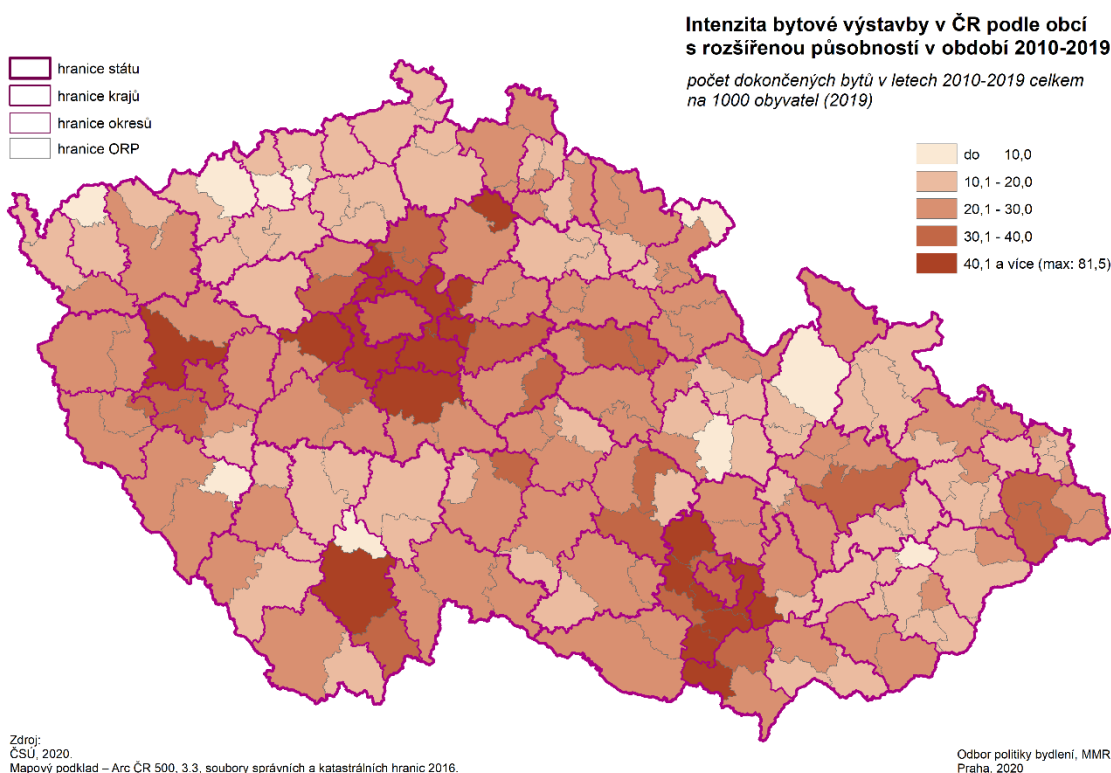 Intenzita bytové výstavby v ČR podle obcí
s rozšířenou působností v období 2010-2019
počet dokončených bytů v letech 2010-2019 celkem
na 1000 obyvatel (2019)
hranice státu
hranice krajů
hranice okresů
hranice ORP
do 10,0
10,1 - 20,0
20,1 - 30,0
30,1 - 40,0
40,1 a více (max: 81,5)
Zdroj:
ČSÚ, 2020.
Mapový podklad – Arc ČR 500, 3.3, soubory správních a katastrálních hranic 2016.
Odbor politiky bydlení, MMR
Praha, 2020